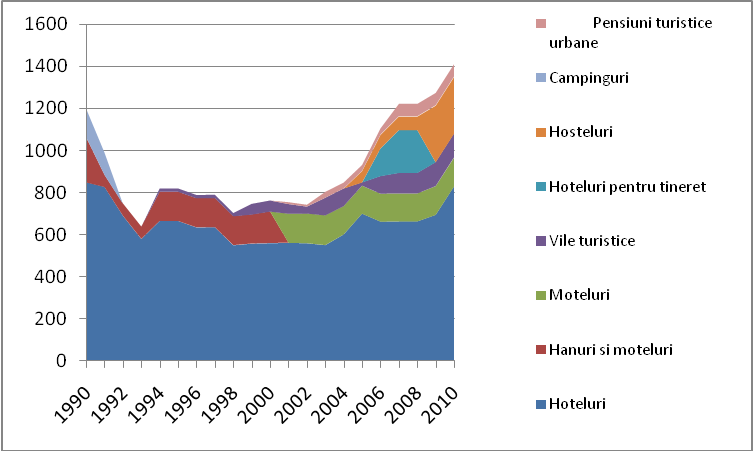 1600
1400
1200
1000
800
600
400
200
0
1990
1992
1994
1996
1998
2000
2002
2004
2006
2008
2010
Pensiuni turistice
urbane
Campinguri
Hosteluri
Hoteluri pentru tineret
Vile turistice
Moteluri
Hanuri si moteluri
Hoteluri